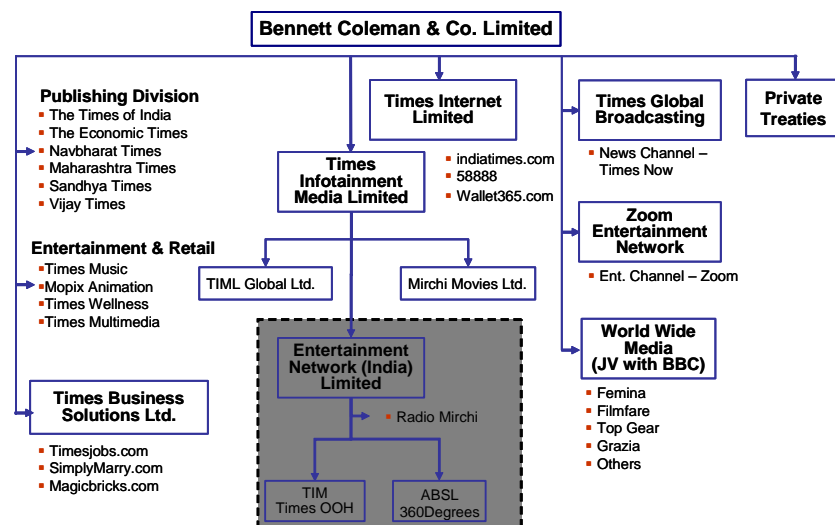 Bennett Coleman & Co. Limited
Publishing Division
The Times of India
The Economic Times
Navbharat Times
Maharashtra Times
Sandhya Times
Vijay Times
Entertainment & Retail
Times Music
Mopix Animation
Times Wellness
Times Multimedia
Times Business
Solutions Ltd.
Timesjobs.com
SimplyMarry.com
Magicbricks.com
Times
Infotainment
Media Limited
TIML Global Ltd.
Mirchi Movies Ltd.
Entertainment
Network (India)
Limited
Radio Mirchi
TIM
Times OOH
ABSL
360Degrees
Times Internet
Limited
indiatimes.com
58888
Wallet365.com
Times Global
Broadcasting
News Channel –
Times Now
Zoom
Entertainment
Network
Ent. Channel – Zoom
World Wide
Media
(JV with BBC)
Femina
Filmfare
Top Gear
Grazia
Others
Private
Treaties